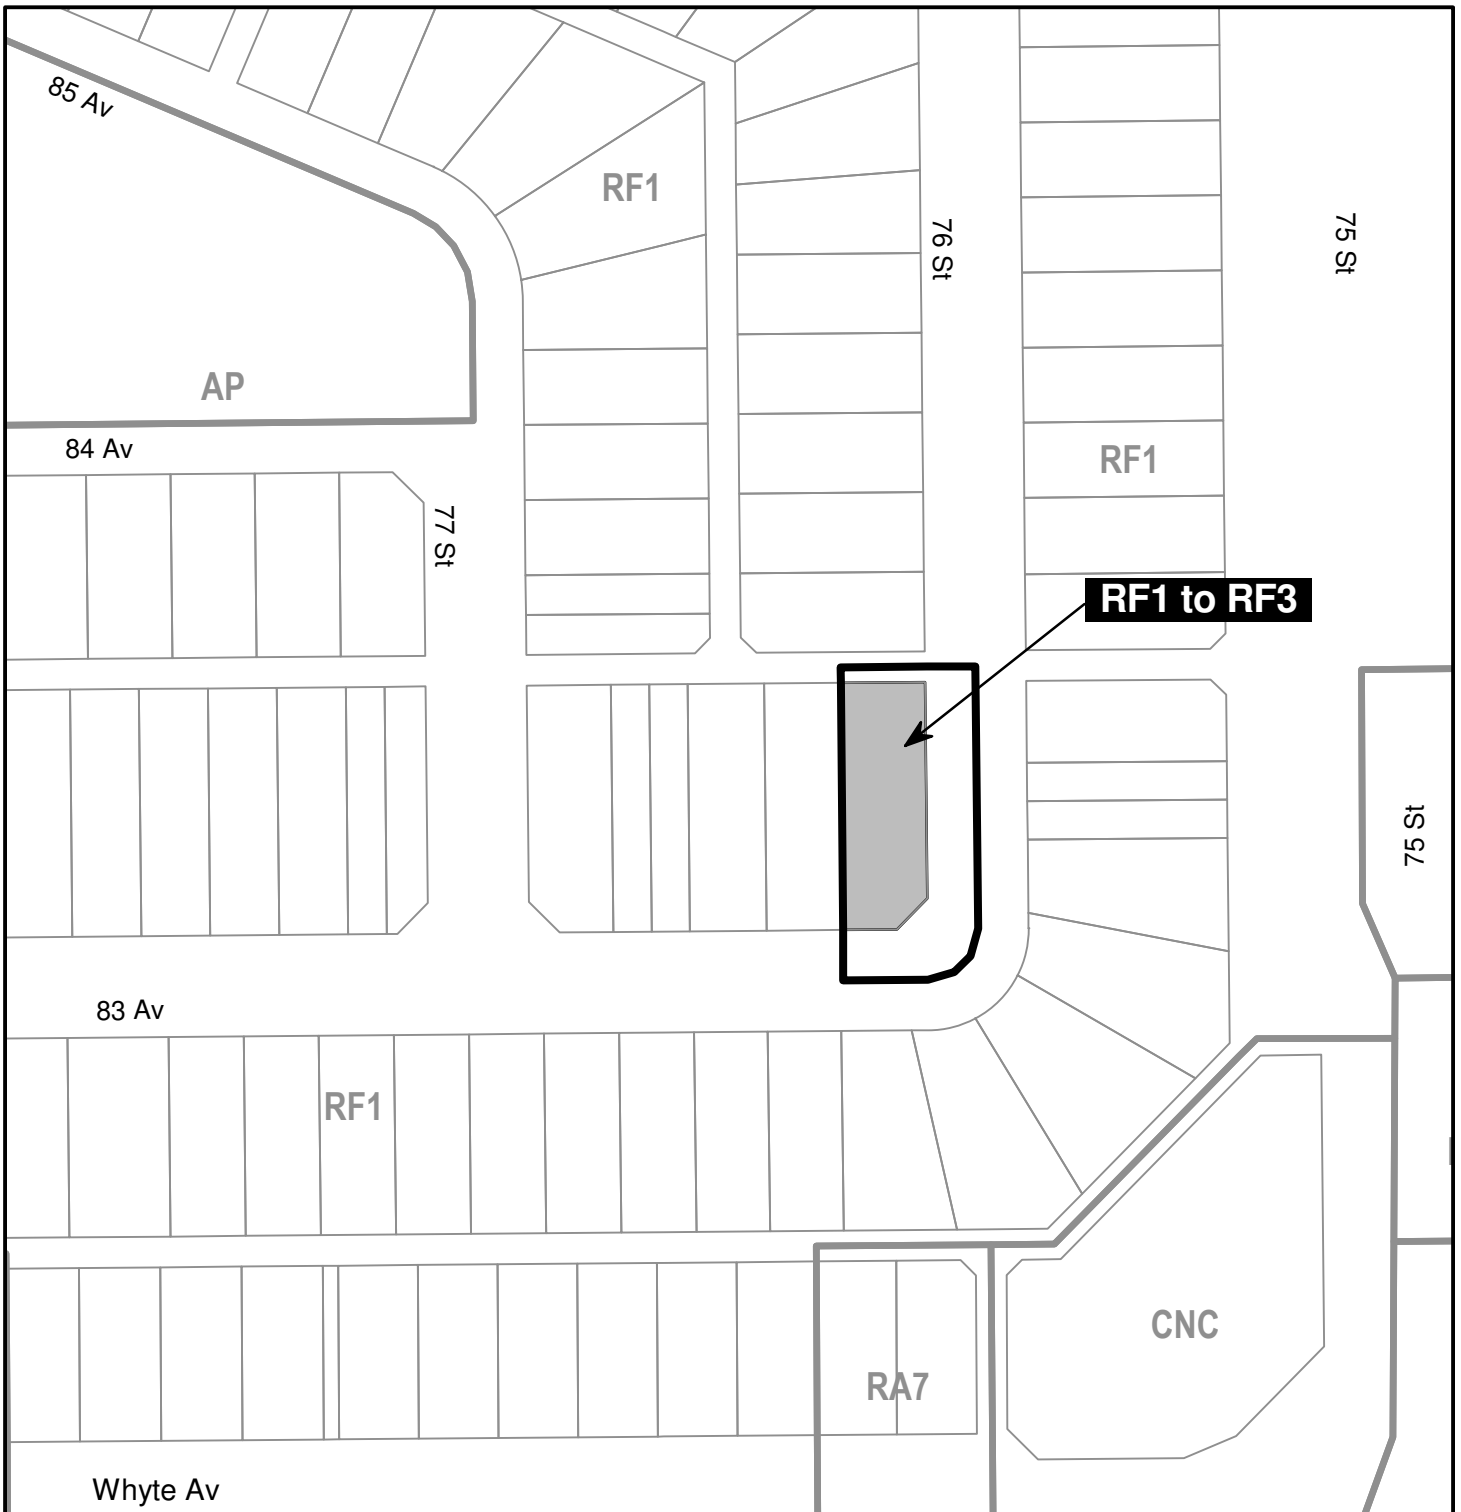 85 Av
RF1
76 St
75 St
AP
84 Av
RF1
77 St
RF1 to RF3
75 St
83 Av
RF1
CNC
RA7
Whyte Av